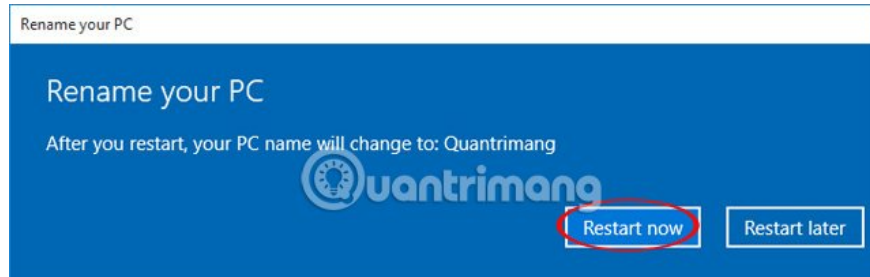 Rename your PC
Rename your PC
After you restart, your PC name will change to: Quantrimang
Quantrimang
Restart now Restart later